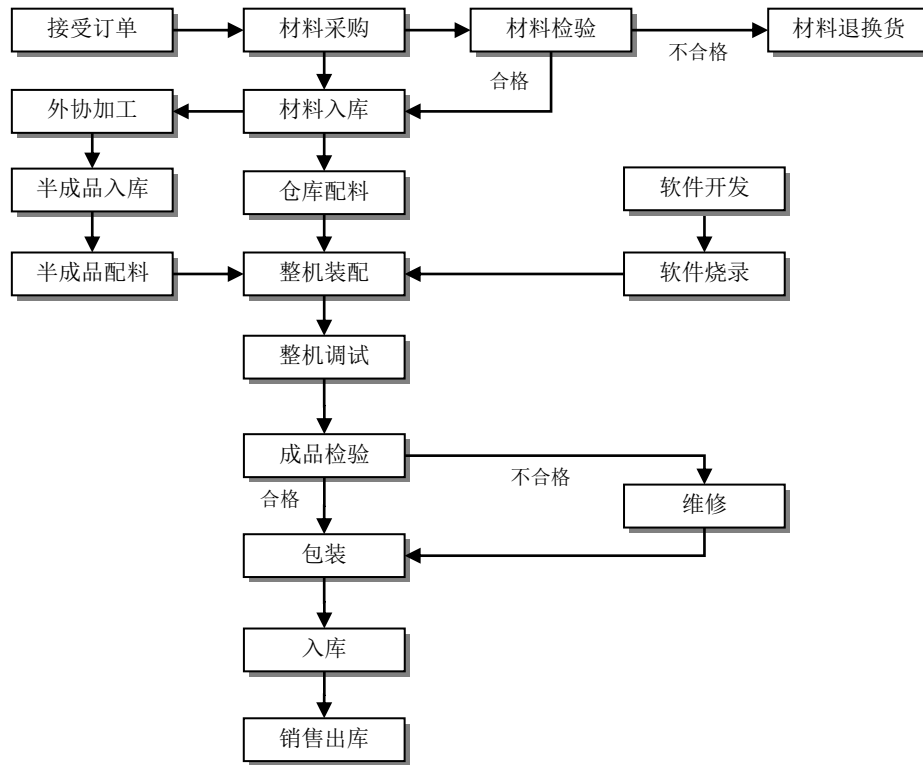 接受订单
材料采购
材料检验
材料退换货
不合格
合格
外协加工
材料入库
半成品入库
仓库配料
软件开发
半成品配料
整机装配
软件烧录
整机调试
成品检验
不合格
合格
维修
包装
入库
销售出库